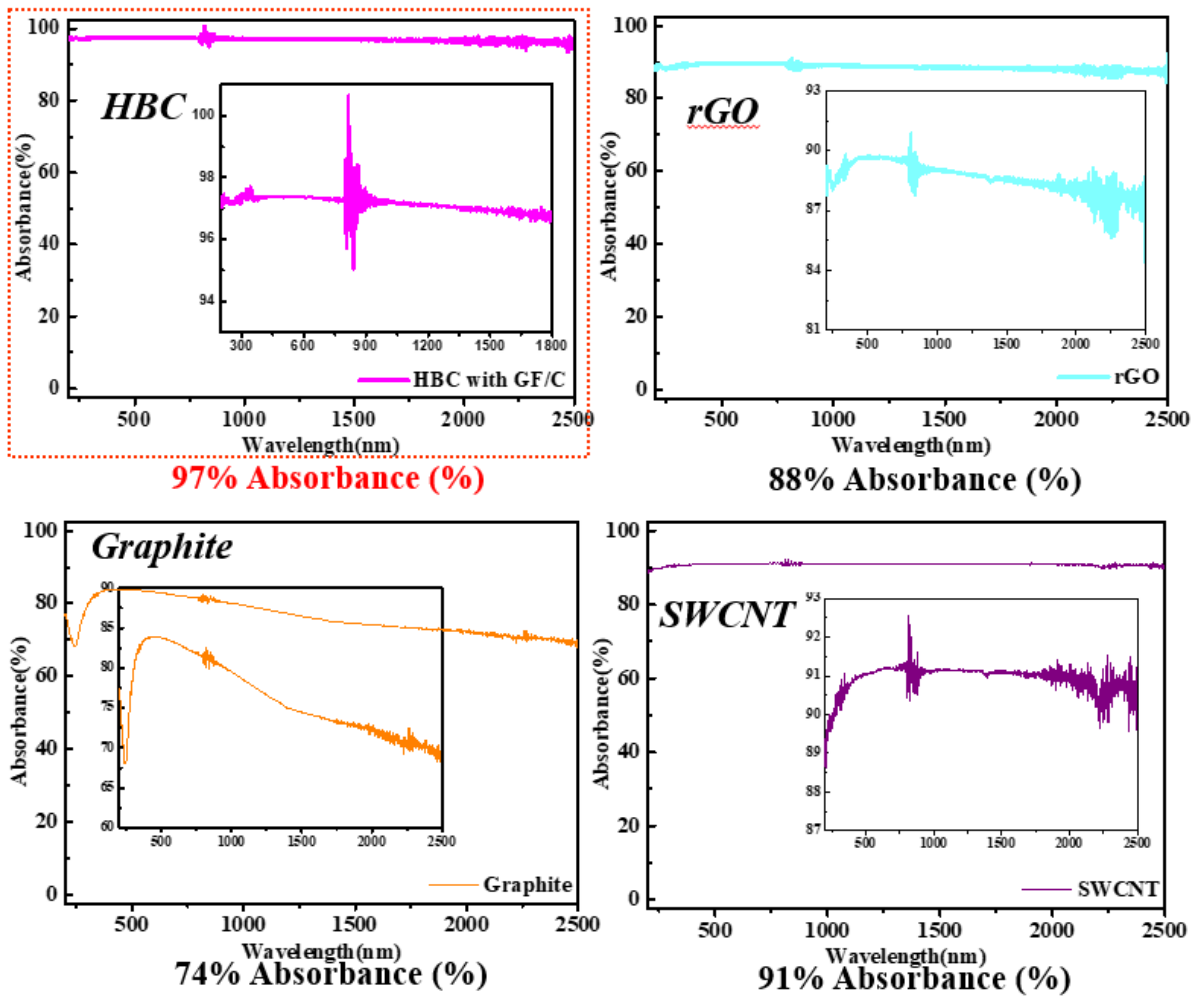 100
80
60
40
20
0
Absorbance(%)
HBC
100
98
96
94
300 600 900 1200 1500 1800
HBC with GF/C
500 1000 1500 2000 2500
Wavelength(nm)
97% Absorbance (%)
100
80
60
40
20
0
Absorbance(%)
rGO
93
90
87
84
81
500 1000 1500 2000 2500
rGO
500 1000 1500 2000 2500
Wavelength(nm)
88% Absorbance (%)
100
80
60
40
20
0
Absorbance(%)
Graphite
90
85
80
75
70
65
60
500 1000 1500 2000 2500
Graphite
500 1000 1500 2000 2500
Wavelength(nm)
74% Absorbance (%)
100
80
60
40
20
0
Absorbance(%)
SWCNT
93
92
91
90
89
88
87
500 1000 1500 2000 2500
SWCNT
500 1000 1500 2000 2500
Wavelength(nm)
91% Absorbance (%)